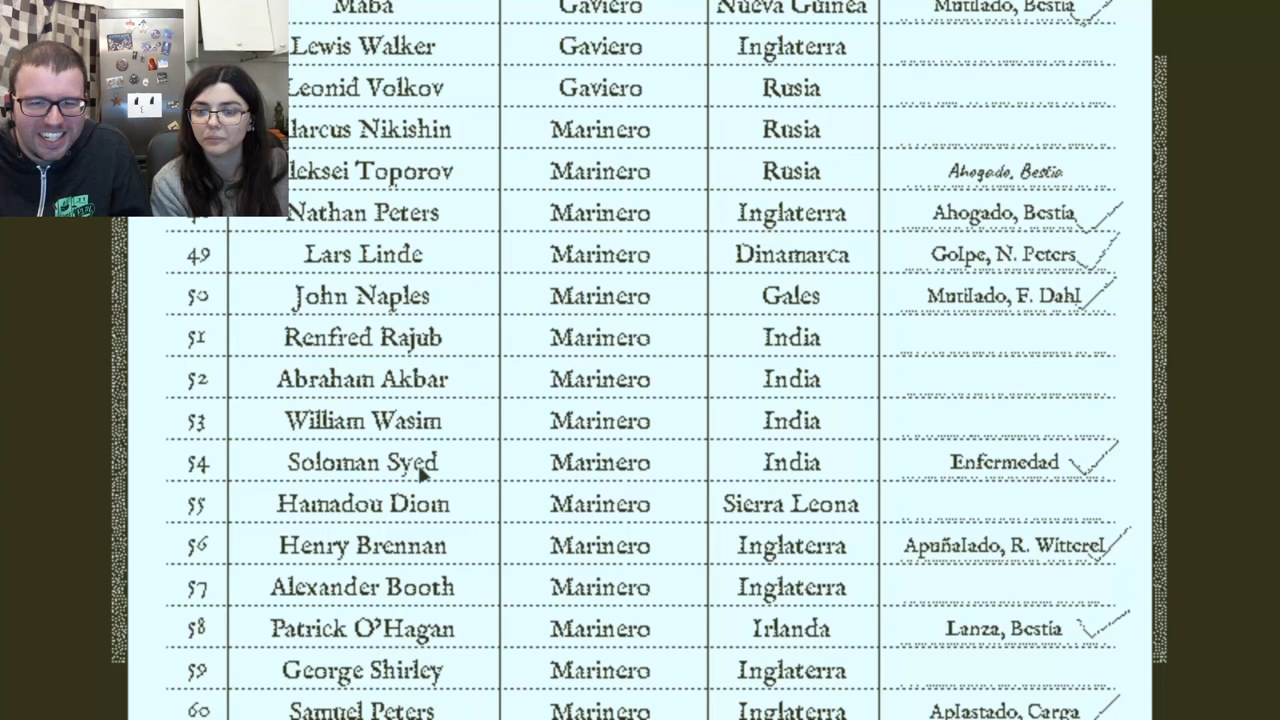 Maba Gaviero Nueva Guinea Mutilado, Bestia
Lewis Walker Gaviero Inglaterra
Leonid Volkov Gaviero Rusia
Marcus Nikishin Marinero Rusia
Aleksei Toporov Marinero Rusia Ahogado, Bestia
Nathan Peters Marinero Inglaterra Ahogado, Bestia
49 Lars Linde Marinero Dinamarca Golpe, N. Peters
50 John Naples Marinero Gales Mutilado, F. Dahl
51 Renfred Rajub Marinero India
52 Abraham Akbar Marinero India
53 William Wasim Marinero India
54 Soloman Syed Marinero India Enfermedad
55 Hamadou Diom Marinero Sierra Leona
56 Henry Brennan Marinero Inglaterra Apuñalado, R. Witterel
57 Alexander Booth Marinero Inglaterra
58 Patrick O'Hagan Marinero Irlanda Lanza, Bestia
59 George Shirley Marinero Inglaterra
60 Samuel Peters Marinero Inglaterra Aplastado, Carga